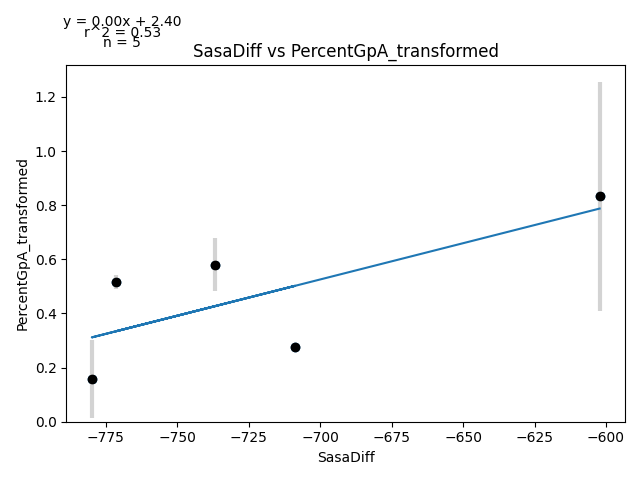 y = 0.00x + 2.40
r^2 = 0.53
n = 5
SasaDiff vs PercentGpA_transformed
PercentGpA_transformed
1.2
1.0
0.8
0.6
0.4
0.2
0.0
−775
−750
−725
−700
−675
−650
−625
−600
SasaDiff